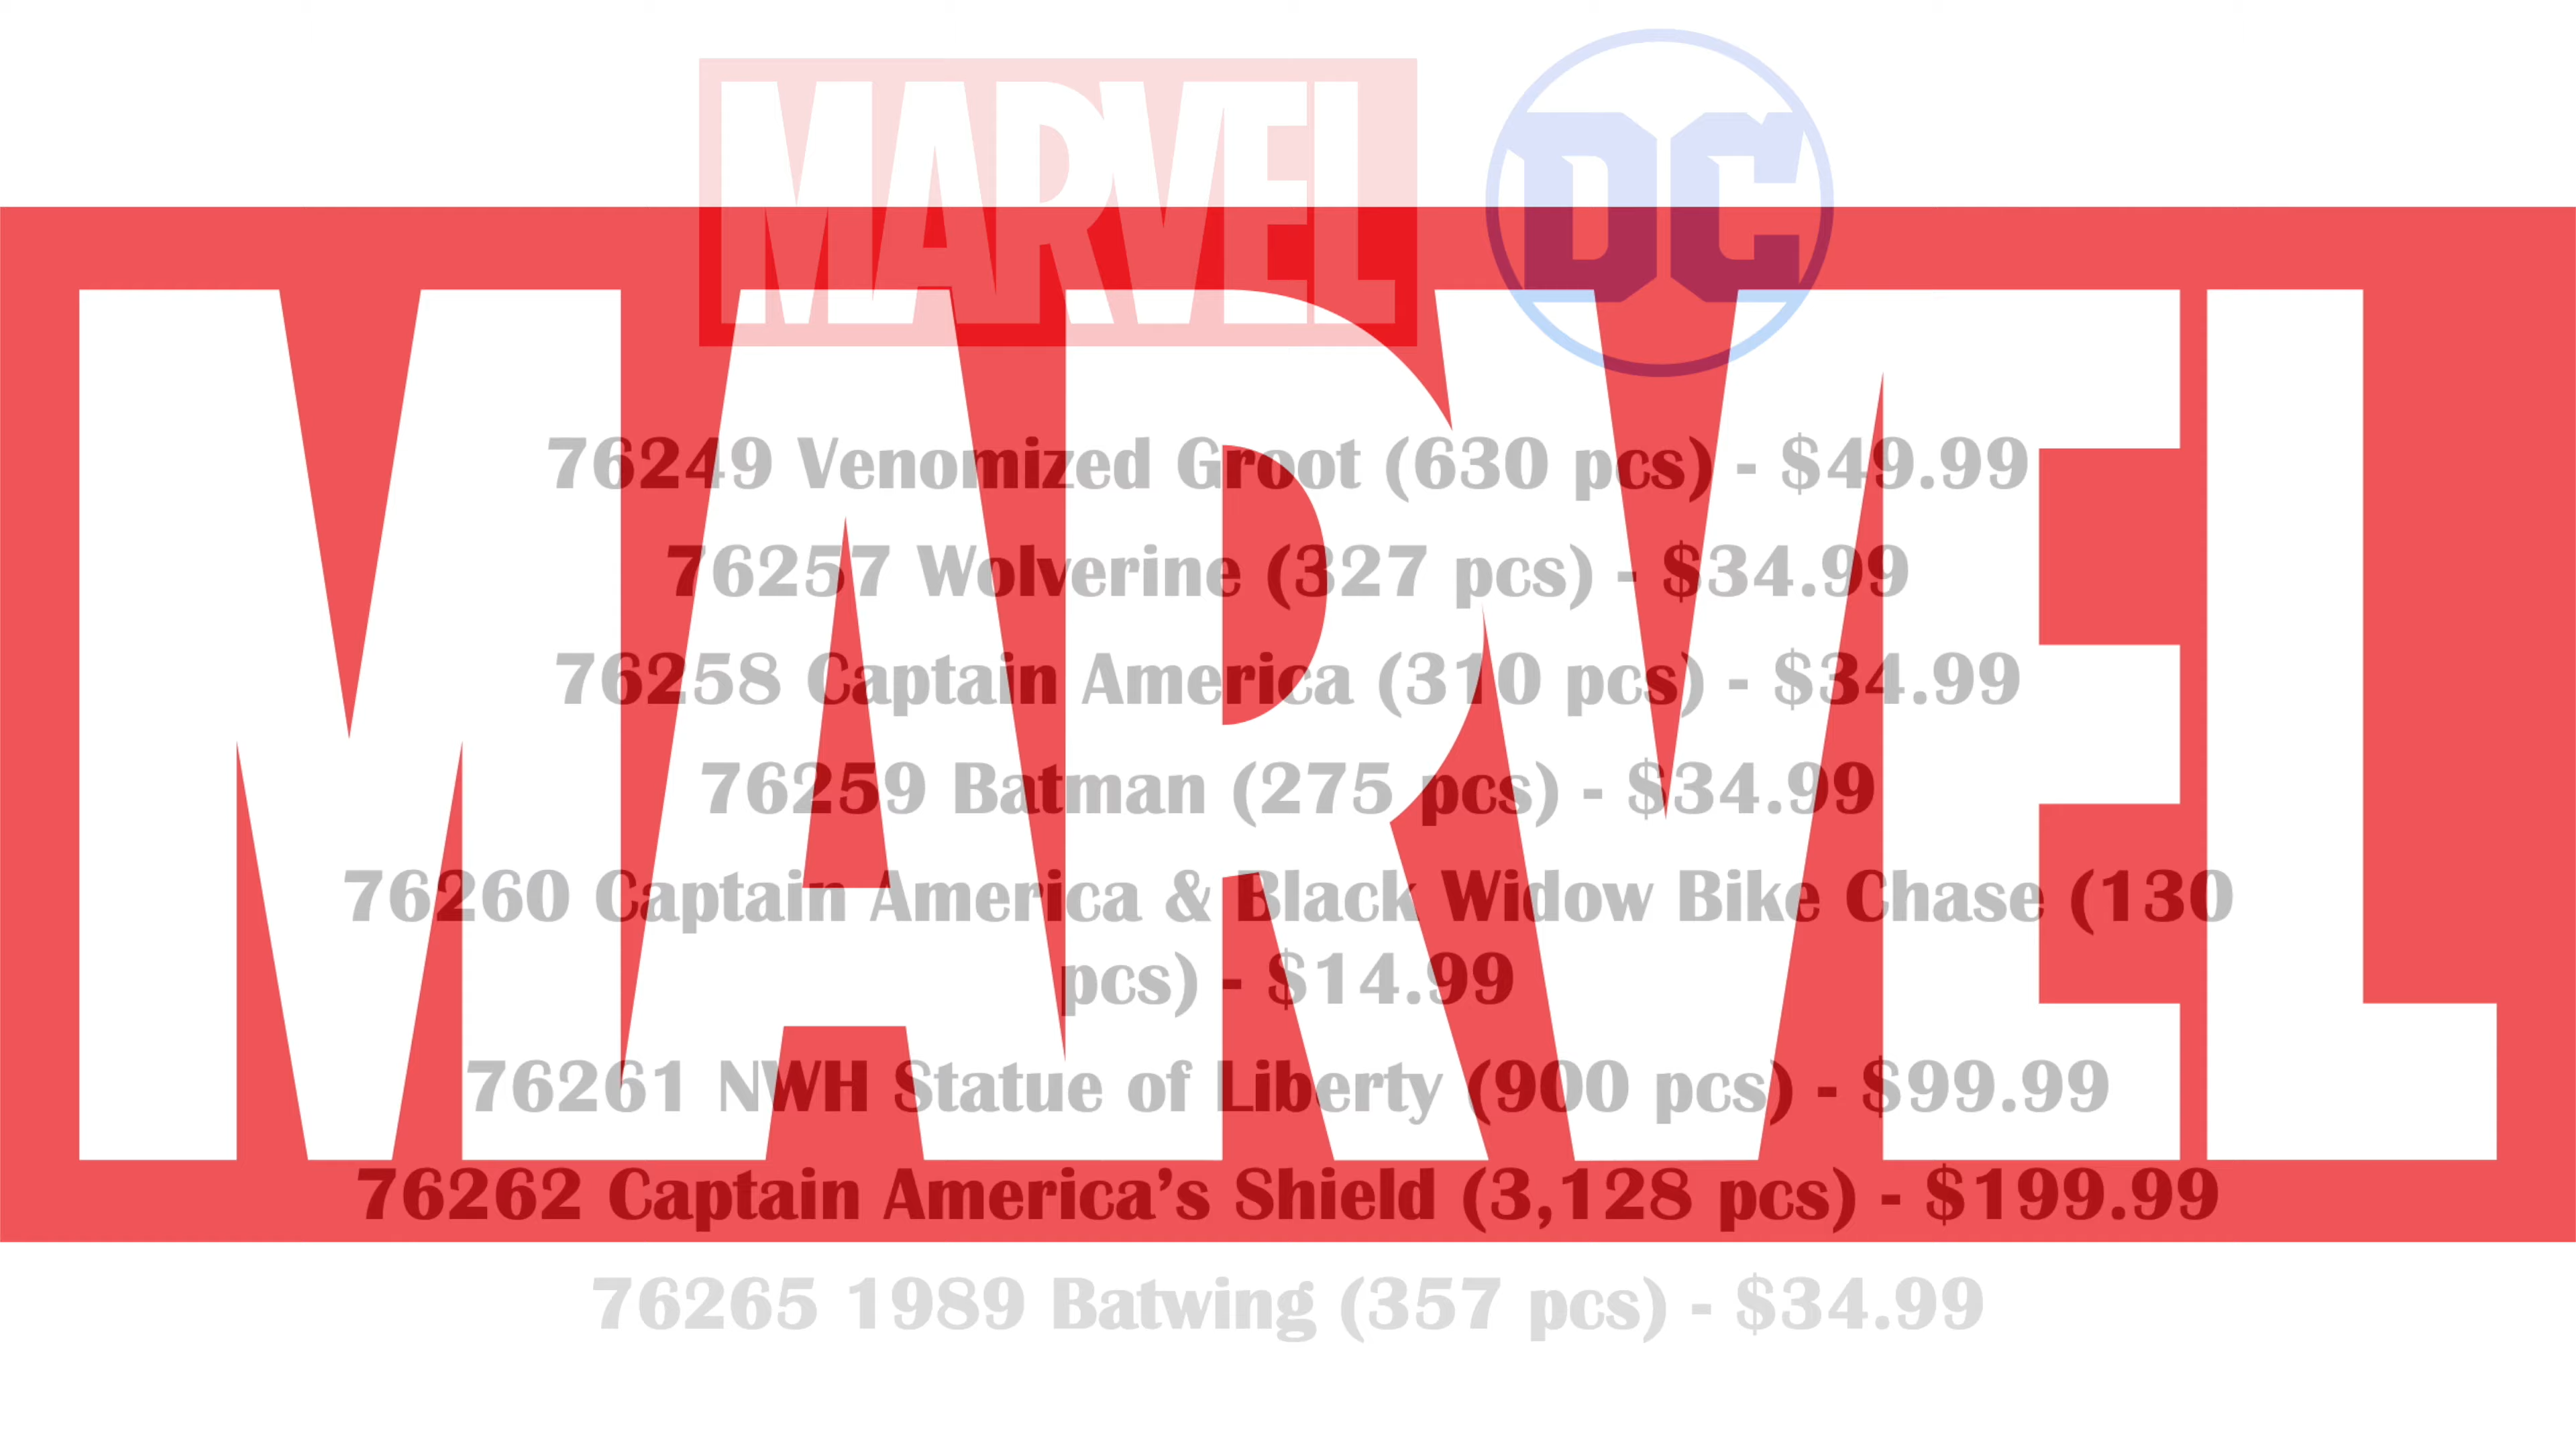 MARVEL DC
MARVEL
76249 Venomized Groot (630 pcs) - $49.99
76257 Wolverine (327 pcs) - $34.99
76258 Captain America (310 pcs) - $34.99
76259 Batman (275 pcs) - $34.99
76260 Captain America & Black Widow Bike Chase (130
pcs) - $14.99
76261 NWH Statue of Liberty (900 pcs) - $99.99
76262 Captain America’s Shield (3,128 pcs) - $199.99
76265 1989 Batwing (357 pcs) - $34.99